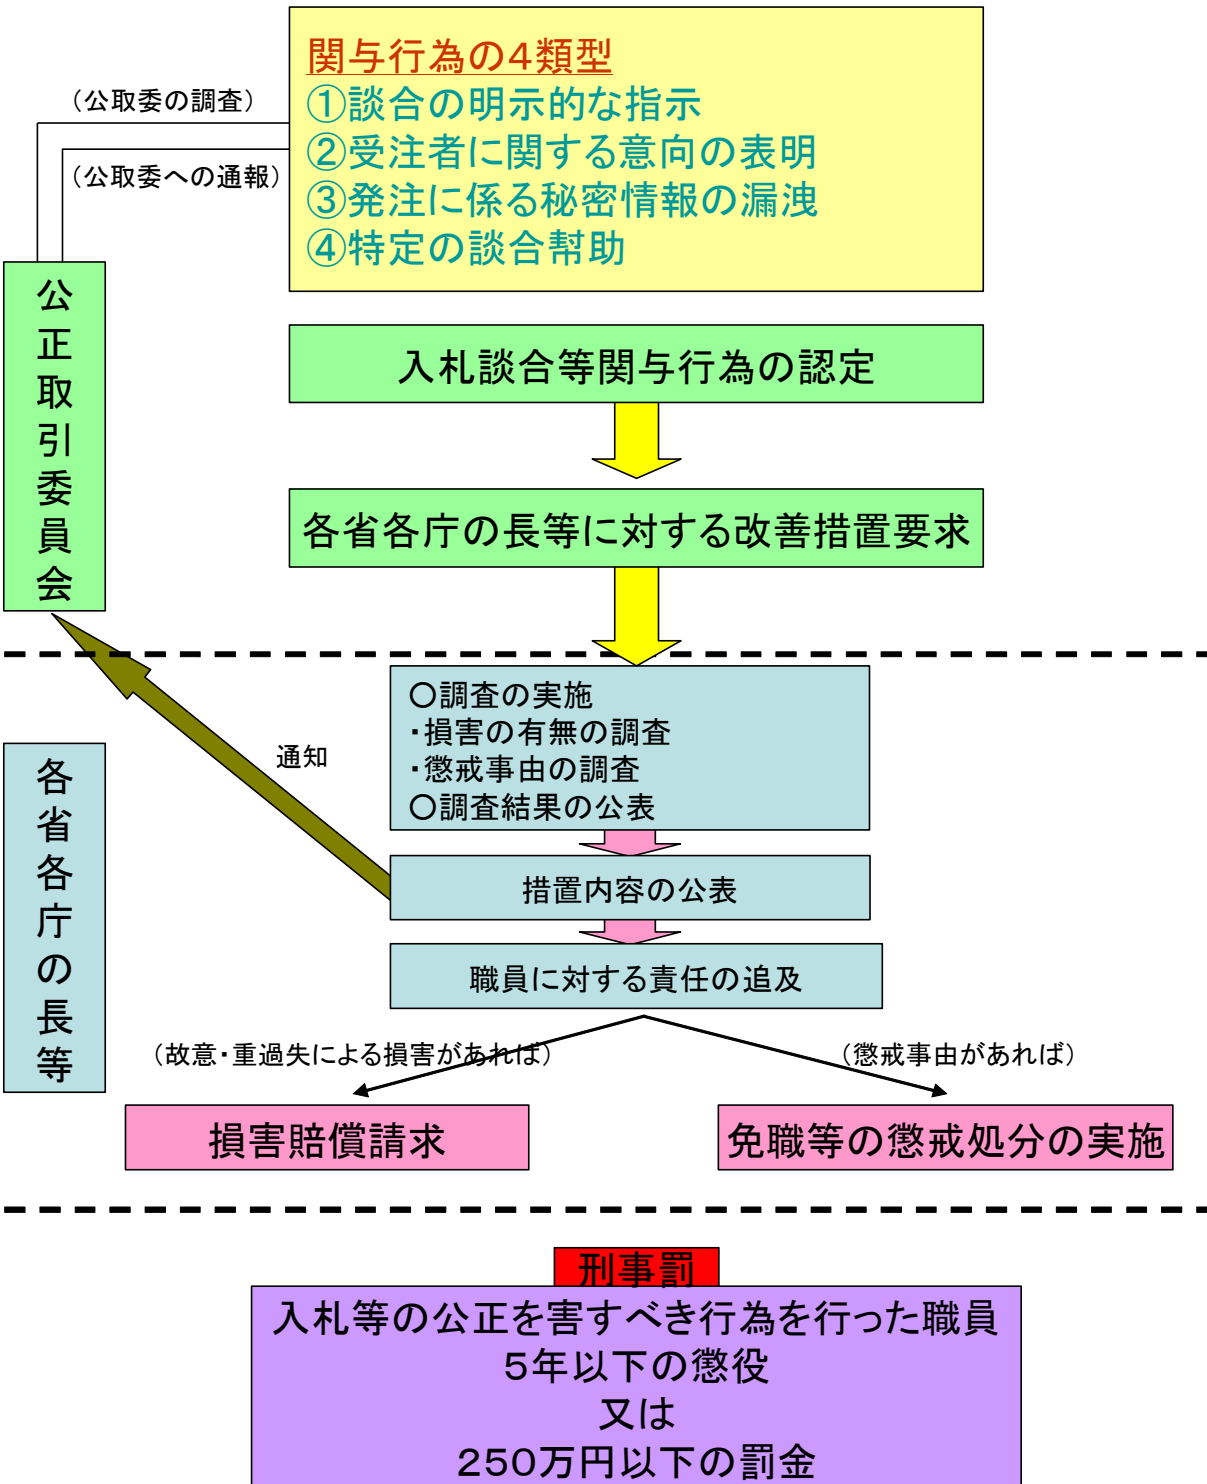 関与行為の4類型
①談合の明示的な指示
②受注者に関する意向の表明
③発注に係る秘密情報の漏洩
④特定の談合幇助
（公取委の調査）
（公取委への通報）
公正取引委員会
入札談合等関与行為の認定
各省各庁の長等に対する改善措置要求
○調査の実施
・損害の有無の調査
・懲戒事由の調査
○調査結果の公表
通知
各省各庁の長等
措置内容の公表
職員に対する責任の追及
（故意・重過失による損害があれば）
（懲戒事由があれば）
損害賠償請求
免職等の懲戒処分の実施
刑事罰
入札等の公正を害すべき行為を行った職員
5年以下の懲役
又は
250万円以下の罰金